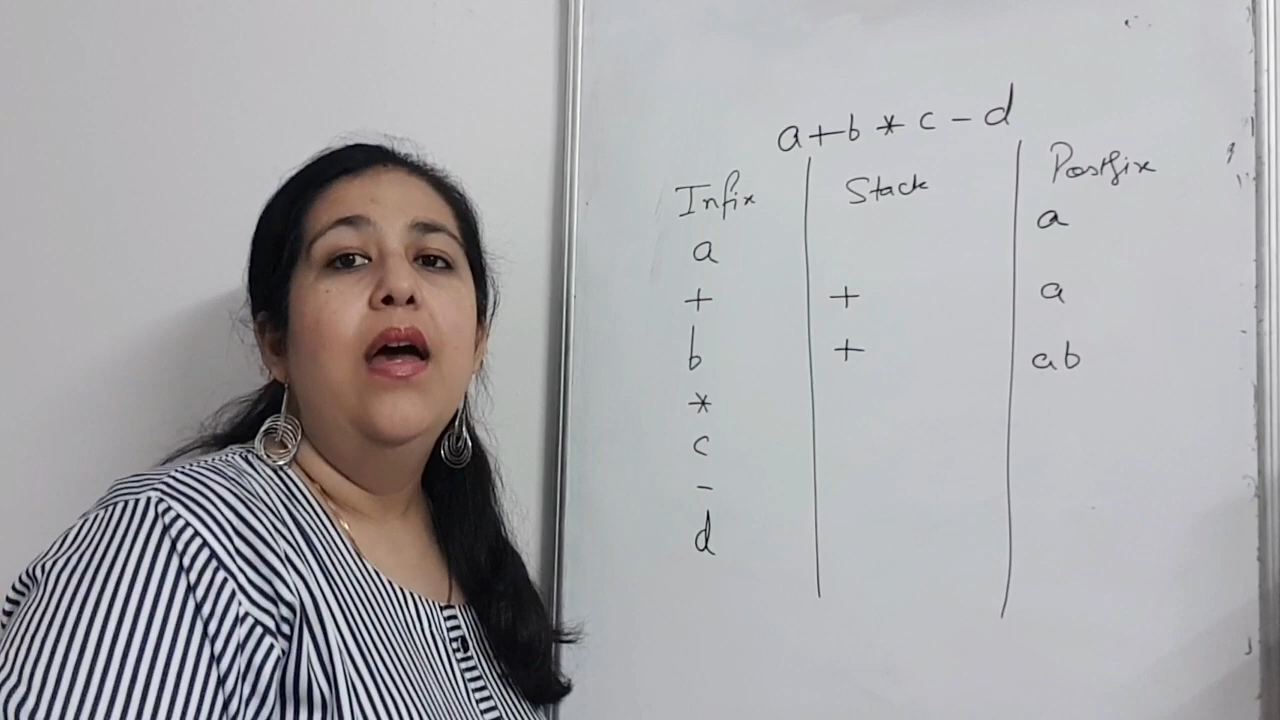 a+b*c-d
Infix Stack Postfix
a a
+ + a
b + ab
*
c
-
d